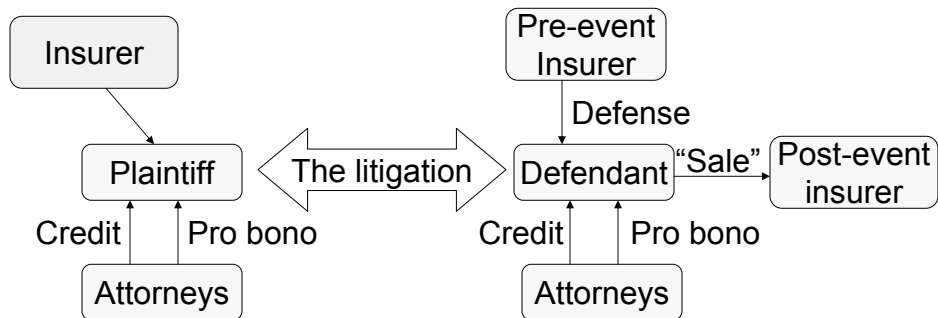 Insurer
Pre-event
Insurer
Defense
Plaintiff
The litigation
Defendant
“Sale”
Post-event
insurer
Credit
Pro bono
Credit
Pro bono
Attorneys
Attorneys